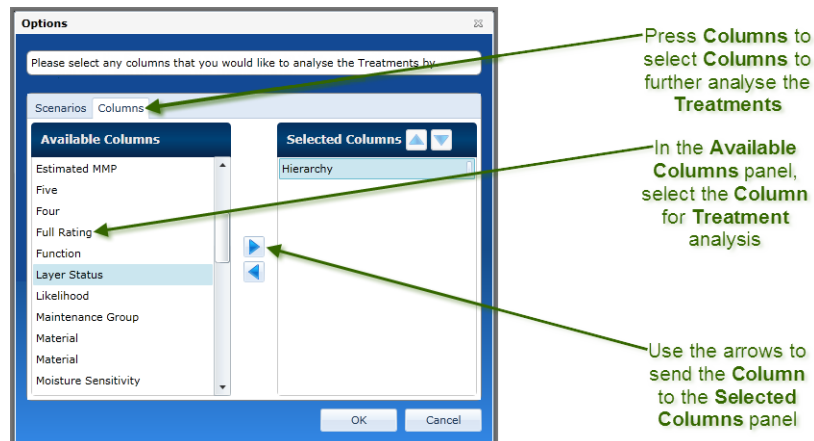 Options
Please select any columns that you would like to analyse the Treatments by
Scenarios Columns
Available Columns
Estimated MMP
Five
Four
Full Rating
Function
Layer Status
Likelihood
Maintenance Group
Material
Material
Moisture Sensitivity
Selected Columns
Hierarchy
OK Cancel
Press Columns to
select Columns to
further analyse the
Treatments
In the Available
Columns panel,
select the Column
for Treatment
analysis
Use the arrows to
send the Column
to the Selected
Columns panel